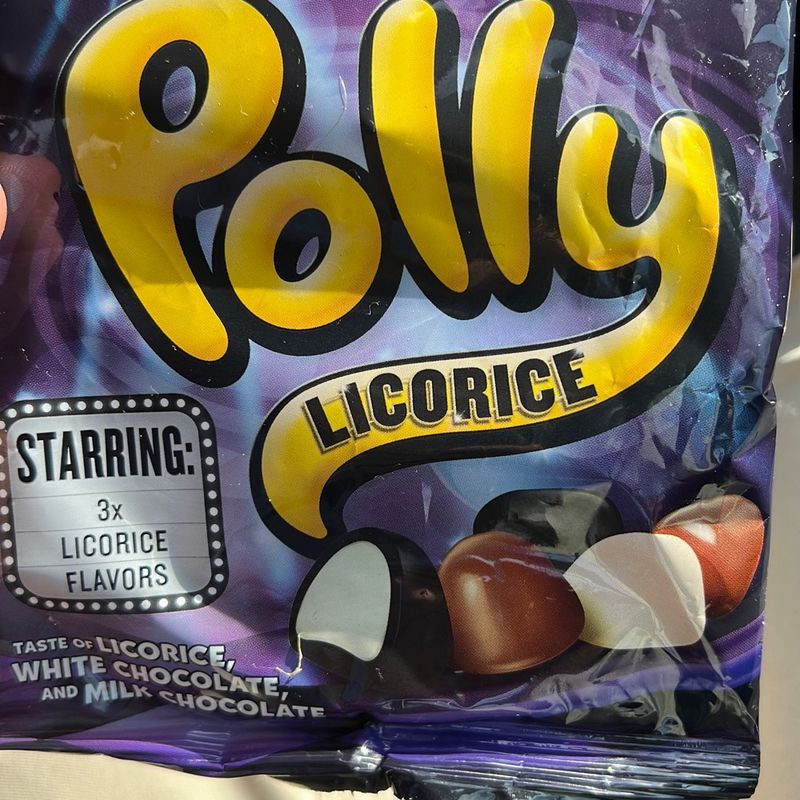 Polly
LICORICE
STARRING:
3x
LICORICE
FLAVORS
TASTE OF LICORICE,
WHITE CHOCOLATE,
AND MILK CHOCOLATE